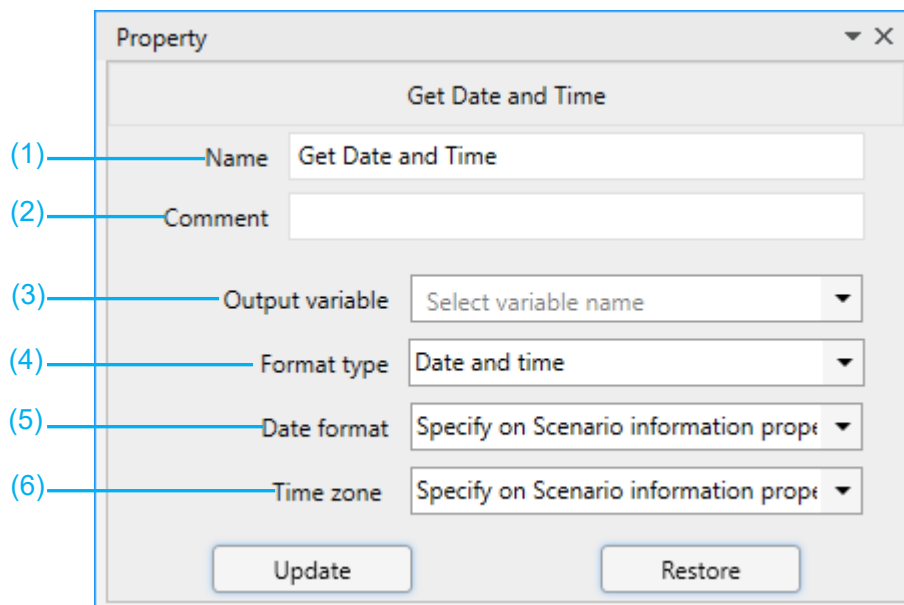 Property
Get Date and Time
(1) Name Get Date and Time
(2) Comment
(3) Output variable Select variable name
(4) Format type Date and time
(5) Date format Specify on Scenario information prope
(6) Time zone Specify on Scenario information prope
Update Restore